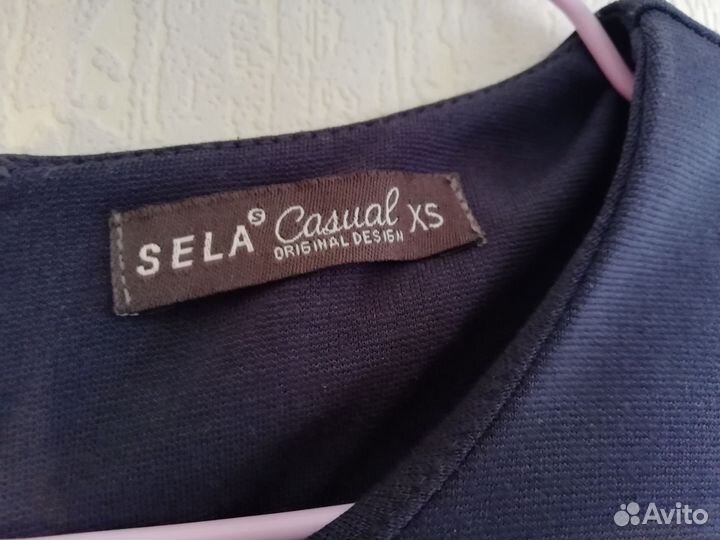 SELA Ⓢ Casual XS
ORIGINAL DESIGN
Avito